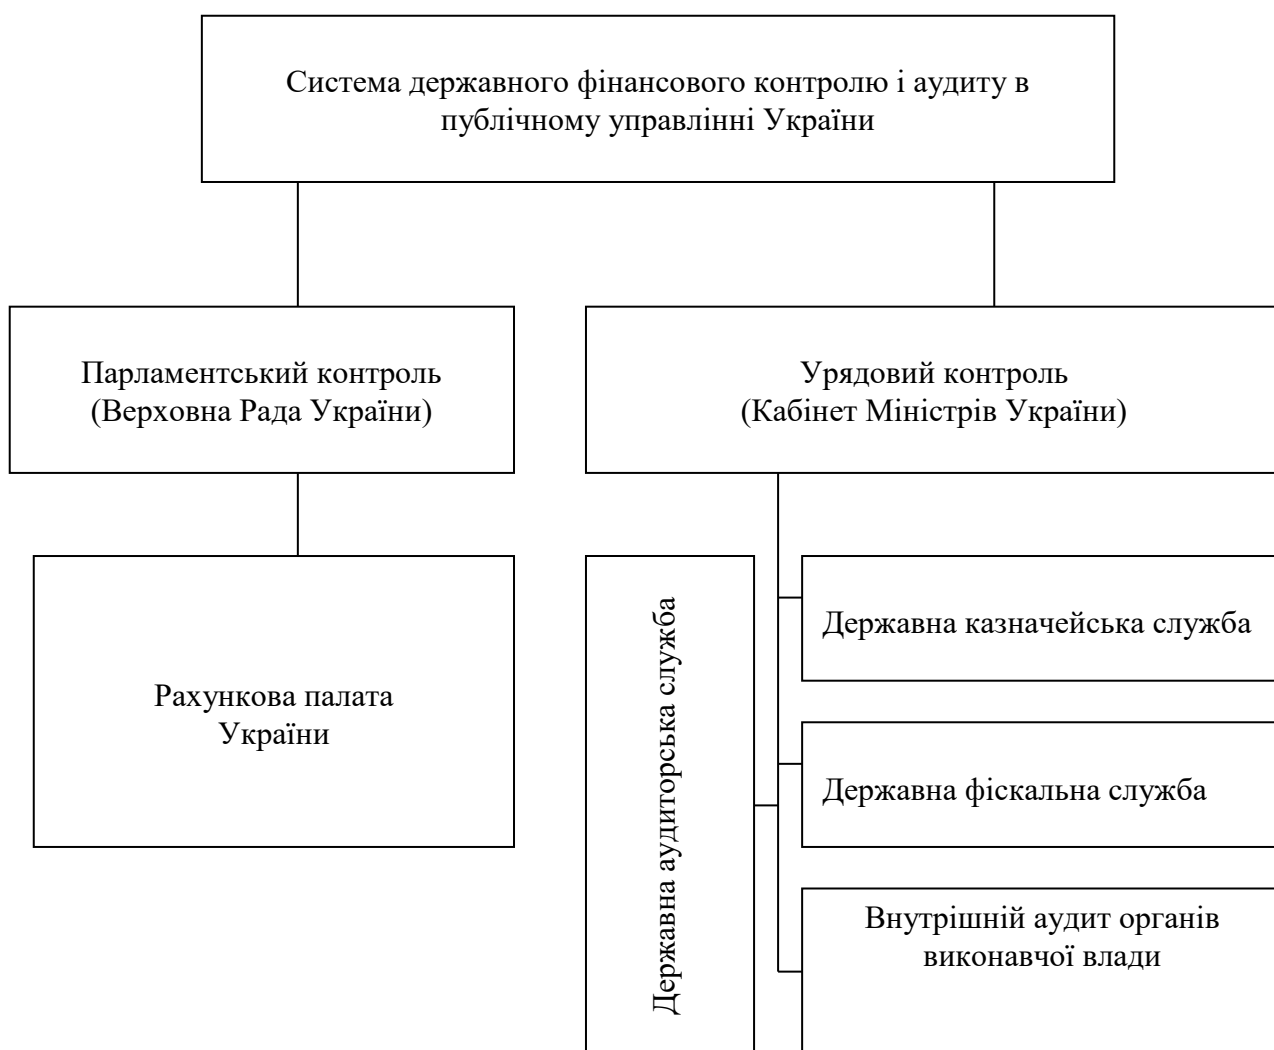 Система державного фінансового контролю і аудиту в
публічному управлінні України
Парламентський контроль
(Верховна Рада України)
Урядовий контроль
(Кабінет Міністрів України)
Рахункова палата
України
Державна аудиторська служба
Державна казначейська служба
Державна фіскальна служба
Внутрішній аудит органів
виконавчої влади